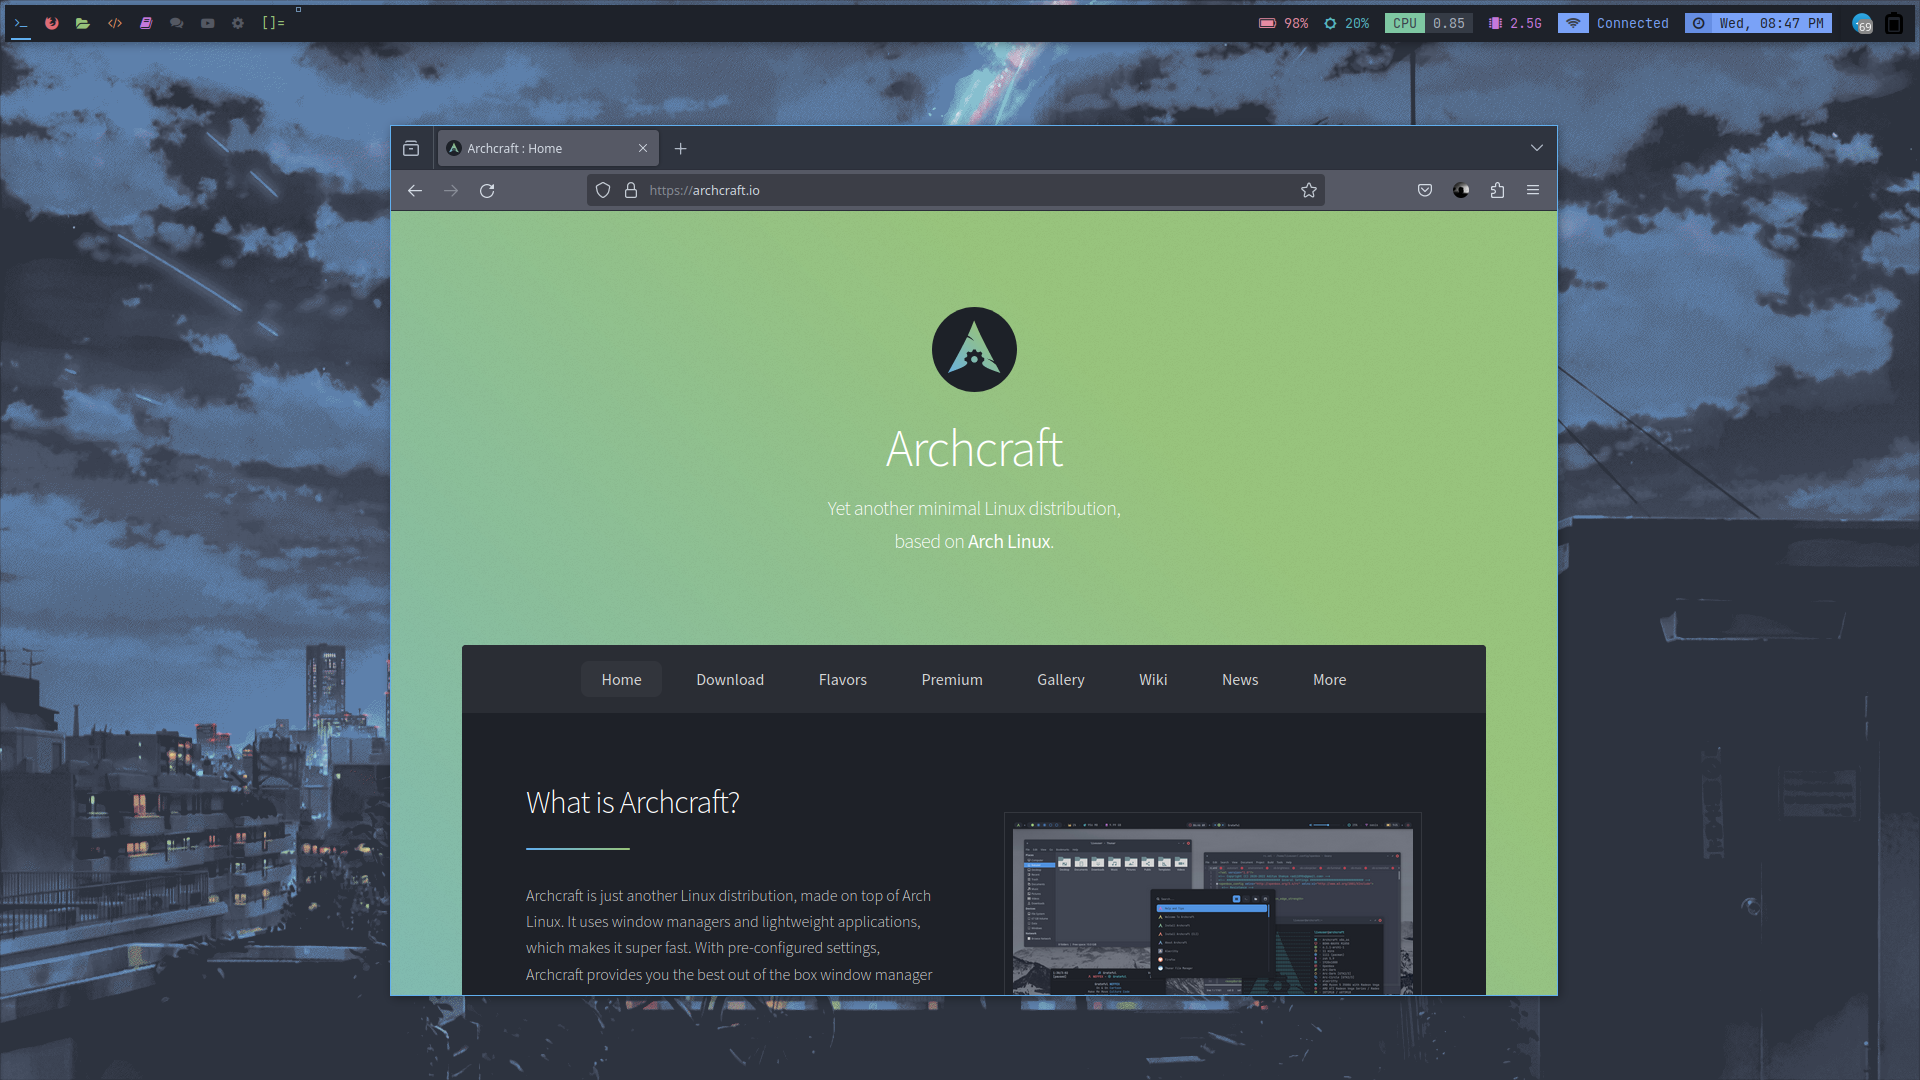 []= 98% 20% CPU 0.85 2.5G Connected Wed, 08:47 PM 69
Archcraft : Home
https://archcraft.io
Archcraft
Yet another minimal Linux distribution,
based on Arch Linux.
Home Download Flavors Premium Gallery Wiki News More
What is Archcraft?
Archcraft is just another Linux distribution, made on top of Arch
Linux. It uses window managers and lightweight applications,
which makes it super fast. With pre-configured settings,
Archcraft provides you the best out of the box window manager